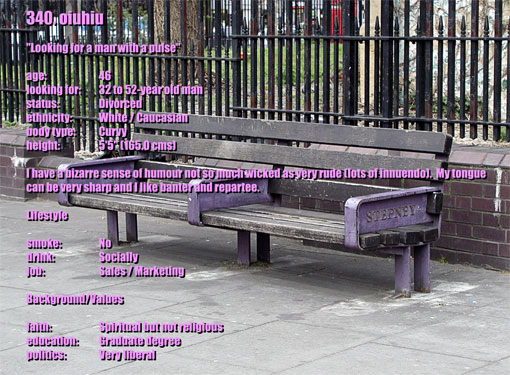 340, oiuhiu
"Looking for a man with a pulse"
age: 46
looking for: 32 to 52-year old man
status: Divorced
ethnicity: White / Caucasian
body type: Curvy
height: 5'5" (165.0 cms)
I have a bizarre sense of humour not so much wicked as very rude (lots of innuendo). My tongue
can be very sharp and I like banter and repartee.
Lifestyle
STEPNEY
smoke: No
drink: Socially
job: Sales / Marketing
Background/Values
faith: Spiritual but not religious
education: Graduate degree
politics: Very liberal